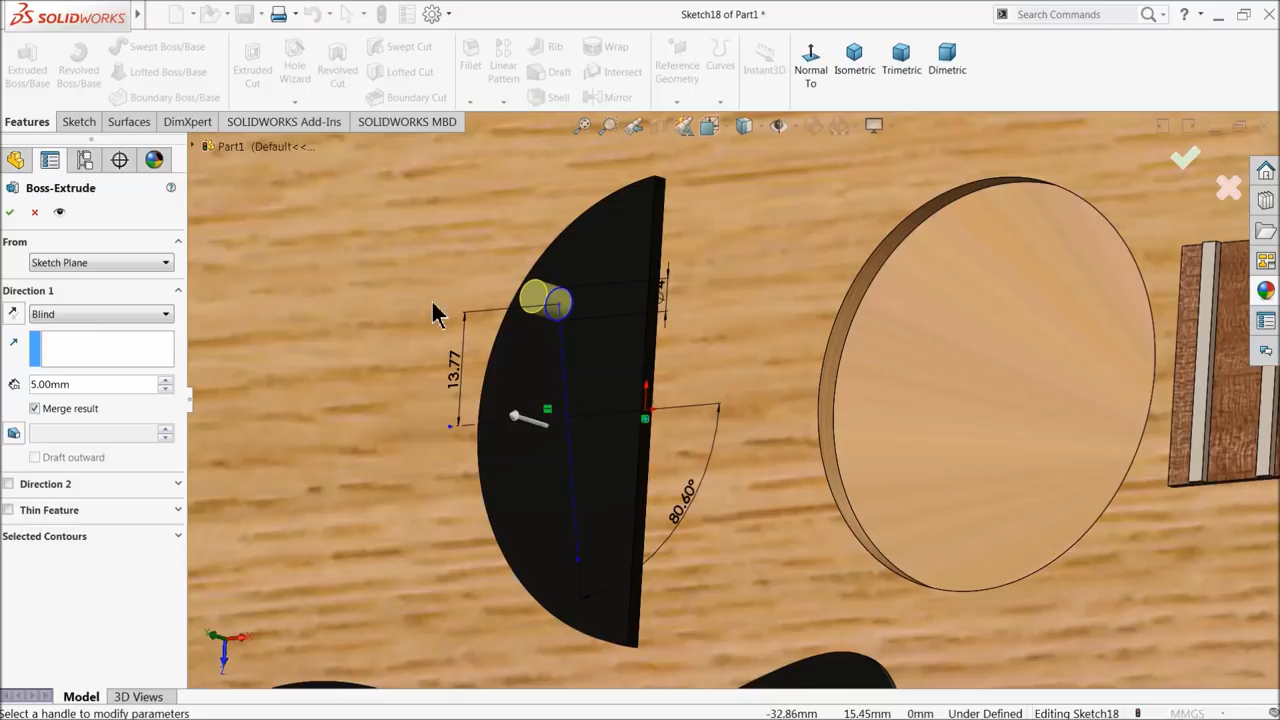 SOLIDWORKS
Sketch18 of Part1 *
Search Commands
Extruded Boss/Base
Revolved Boss/Base
Swept Boss/Base
Lofted Boss/Base
Boundary Boss/Base
Extruded Cut
Hole Wizard
Revolved Cut
Swept Cut
Lofted Cut
Boundary Cut
Fillet
Linear Pattern
Rib
Draft
Shell
Wrap
Intersect
Mirror
Reference Geometry
Curves
Instant3D
Normal To
Isometric
Trimetric
Dimetric
Features
Sketch
Surfaces
DimXpert
SOLIDWORKS Add-Ins
SOLIDWORKS MBD
Part1 (Default<<...
Boss-Extrude
From
Sketch Plane
Direction 1
Blind
5.00mm
Merge result
Draft outward
Direction 2
Thin Feature
Selected Contours
13.77
80.60°
Model
3D Views
Select a handle to modify parameters
-32.86mm
15.45mm
0mm
Under Defined
Editing Sketch18
MMGS